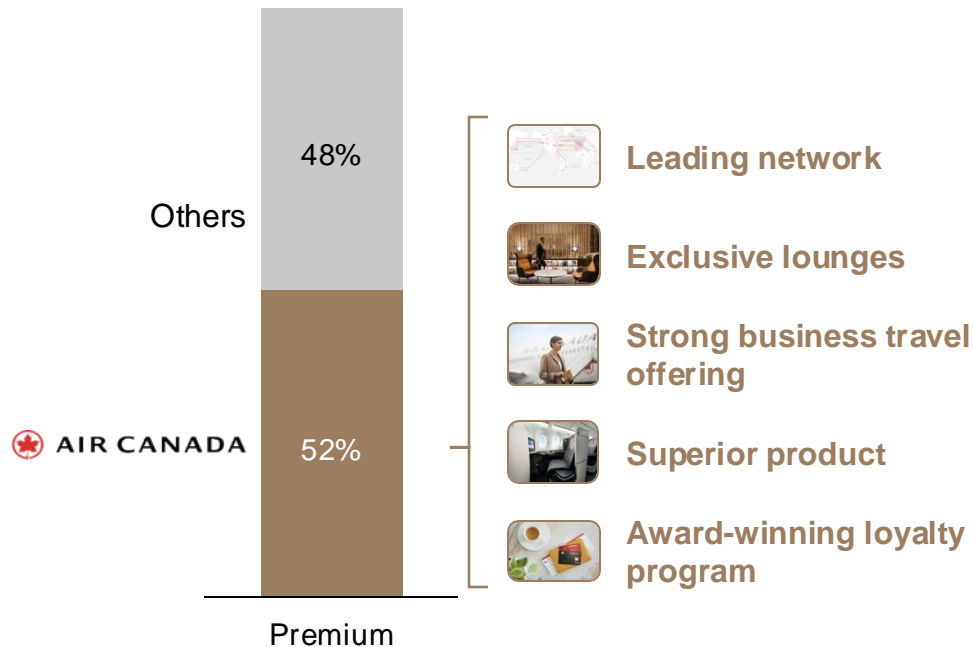 48%
Others
AIR CANADA
52%
Premium
Leading network
Exclusive lounges
Strong business travel
offering
Superior product
Award-winning loyalty
program